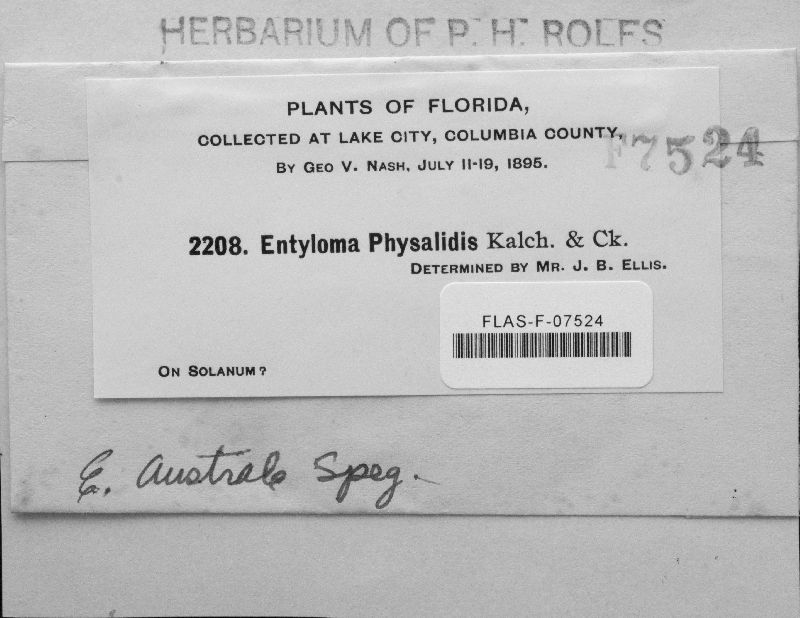 HERBARIUM OF P. H. ROLFS
PLANTS OF FLORIDA,
COLLECTED AT LAKE CITY, COLUMBIA COUNTY,
BY GEO V. NASH, JULY 11-19, 1895.
F7524
2208. Entyloma Physalidis Kalch. & Ck.
DETERMINED BY MR. J. B. ELLIS.
FLAS-F-07524
ON SOLANUM?
E. australe Speg.